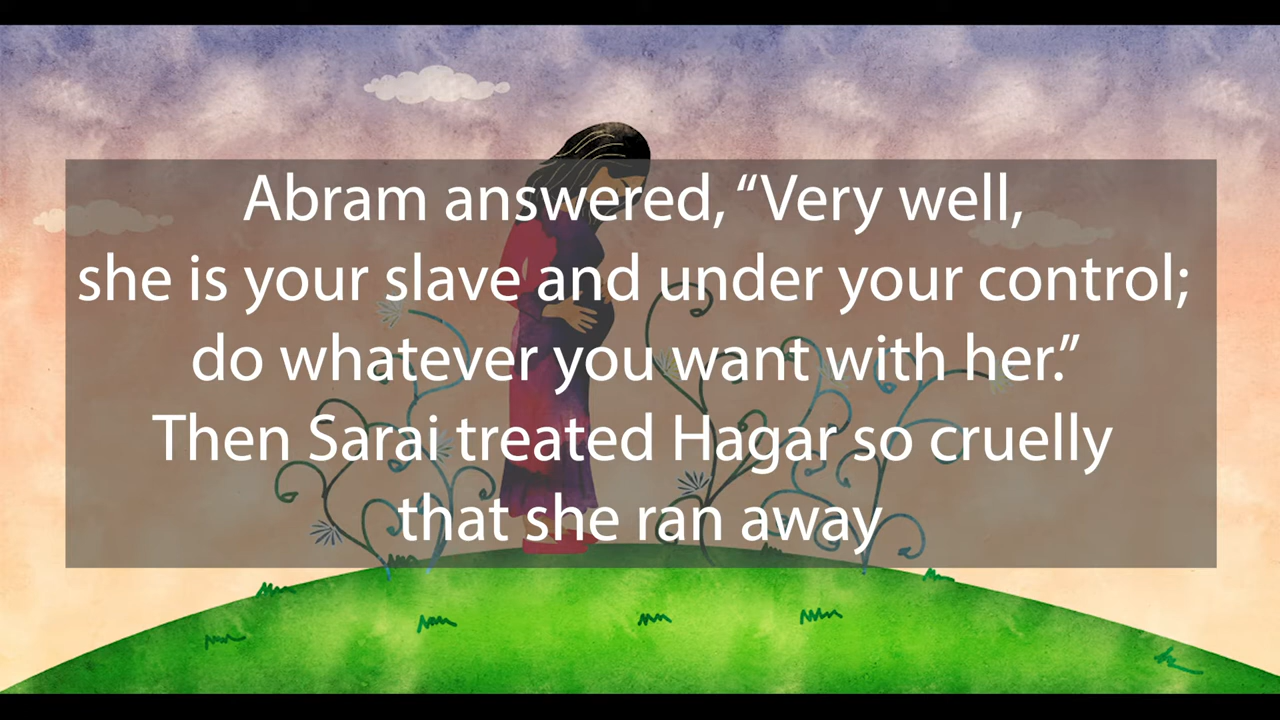 Abram answered, “Very well,
she is your slave and under your control;
do whatever you want with her.”
Then Sarai treated Hagar so cruelly
that she ran away